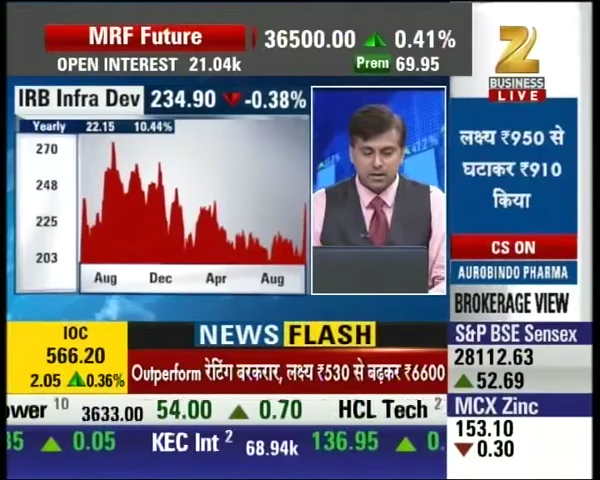 MRF Future 36500.00 0.41%
OPEN INTEREST 21.04k Prem 69.95
Z
BUSINESS
LIVE
IRB Infra Dev 234.90 -0.38%
Yearly 22.15 10.44%
270
248
225
203
Aug Dec Apr Aug
लक्ष्य ₹950 से
घटाकर ₹910
किया
CS ON
AUROBINDO PHARMA
BROKERAGE VIEW
IOC
566.20
2.05 0.36%
NEWS FLASH
Outperform रेटिंग बरकरार, लक्ष्य ₹530 से बढ़कर ₹6600
S&P BSE Sensex
28112.63
52.69
ower 10 3633.00 54.00 0.70 HCL Tech 2
MCX Zinc
153.10
0.30
35 0.05 KEC Int 2 68.94k 136.95 0.